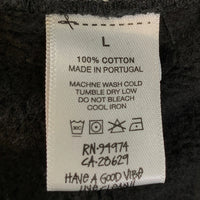 L
100% COTTON
MADE IN PORTUGAL
MACHNE WASH COLD
TUMBLE DRY LOW
DO NOT BLEACH
COOL IRON
RN-94974
CA-28629
HAVE A GOOD VIBE